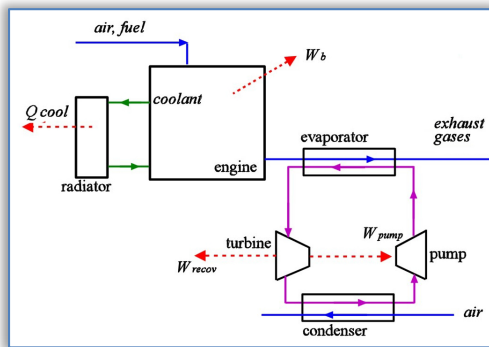 air, fuel
W b
coolant
Q cool
exhaust
gases
evaporator
engine
radiator
turbine
W pump
pump
W recov
air
condenser